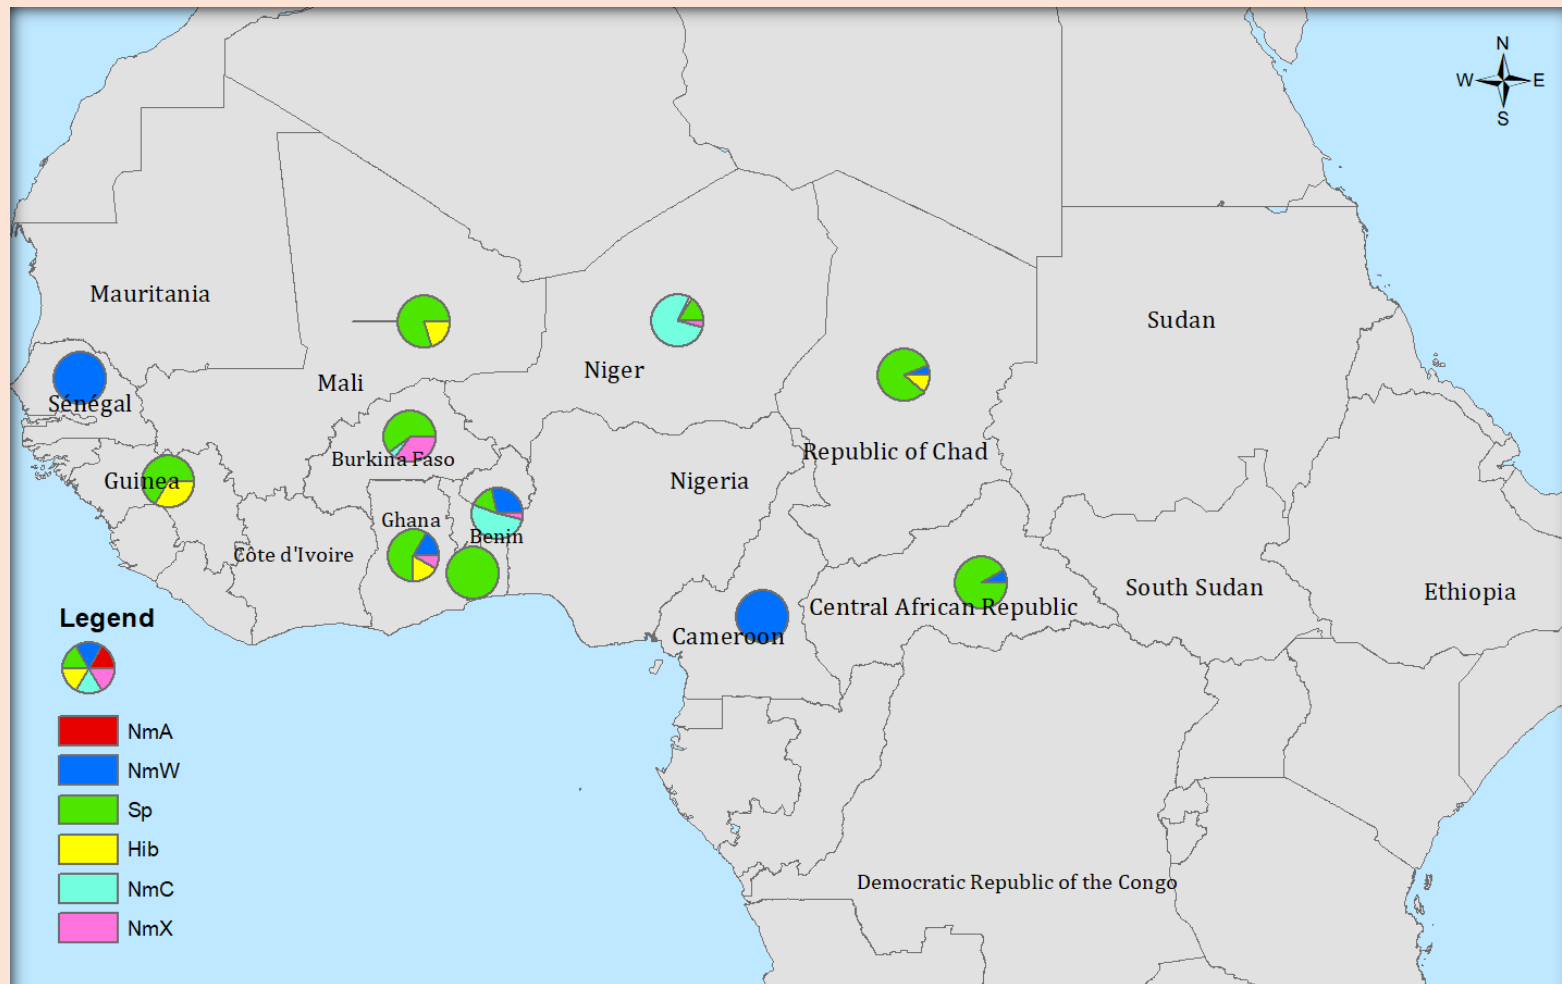 N
W E
S
Mauritania
Sudan
Niger
Mali
Sénégal
Republic of Chad
Burkina Faso
Nigeria
Guinea
Ghana
Benin
Côte d'Ivoire
South Sudan
Ethiopia
Central African Republic
Cameroon
Democratic Republic of the Congo
Legend
NmA
NmW
Sp
Hib
NmC
NmX